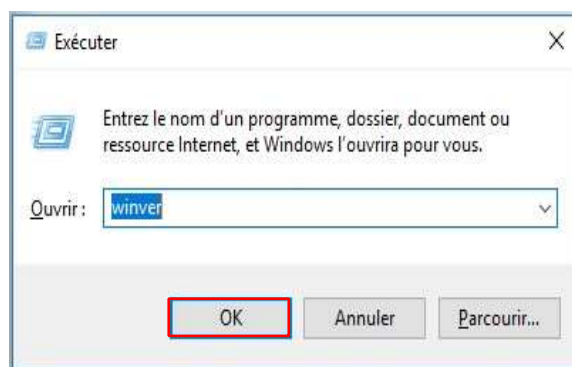 Exécuter
Entrez le nom d'un programme, dossier, document ou
ressource Internet, et Windows l'ouvrira pour vous.
Ouvrir : winver
OK Annuler Parcourir...